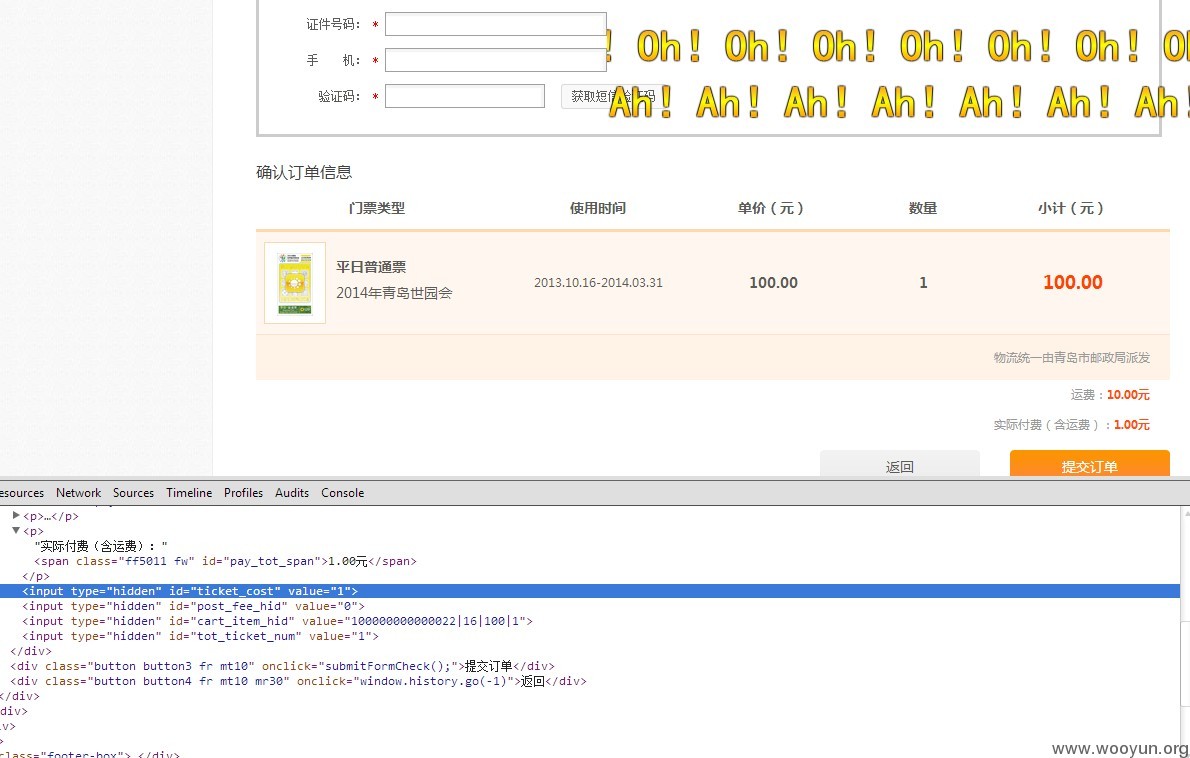 证件号码： *
! Oh! Oh! Oh! Oh! Oh! Oh!
手 机： *
验证码： * 获取短信验证码
Ah! Ah! Ah! Ah! Ah! Ah! Ah!
确认订单信息
门票类型 使用时间 单价（元） 数量 小计（元）
平日普通票
2014年青岛世园会
2013.10.16-2014.03.31 100.00 1 100.00
物流统一由青岛市邮政局派发
运费：10.00元
实际付费（含运费）：1.00元
返回 提交订单
esources Network Sources Timeline Profiles Audits Console
▶<p>…</p>
▼<p>
"实际付费（含运费）："
<span class="ff5011 fw" id="pay_tot_span">1.00元</span>
</p>
<input type="hidden" id="ticket_cost" value="1">
<input type="hidden" id="post_fee_hid" value="0">
<input type="hidden" id="cart_item_hid" value="100000000000022|16|100|1">
<input type="hidden" id="tot_ticket_num" value="1">
</div>
<div class="button button3 fr mt10" onclick="submitFormCheck();">提交订单</div>
<div class="button button4 fr mt10 mr30" onclick="window.history.go(-1)">返回</div>
</div>
div>
v>
>
class="footer-box"> </div>
www.wooyun.org